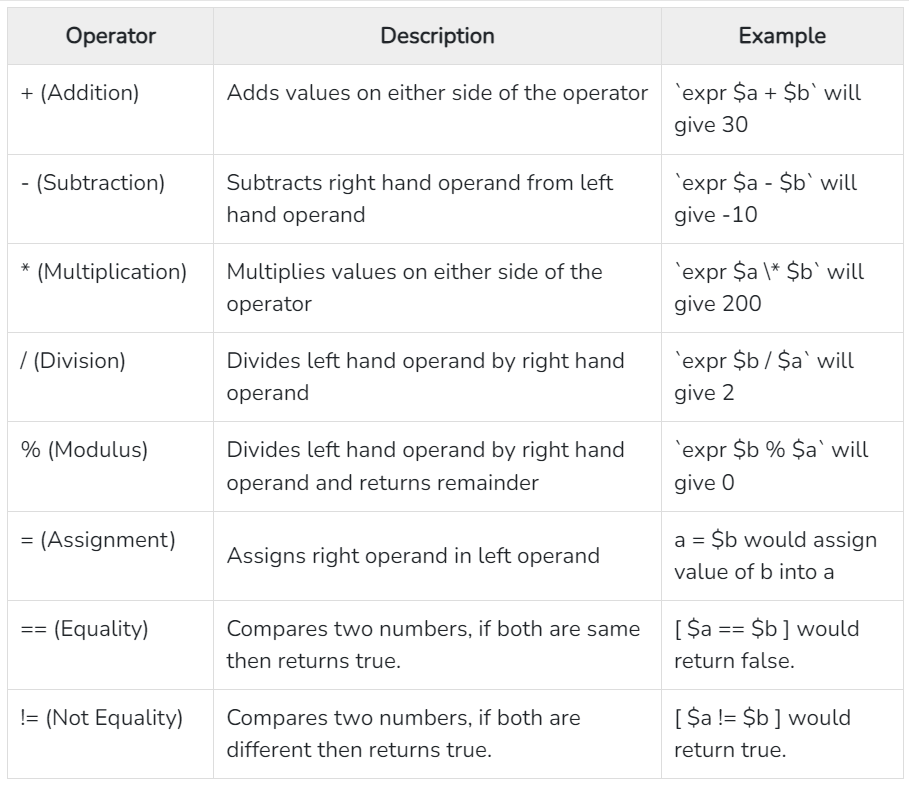 Operator Description Example
+ (Addition) Adds values on either side of the operator `expr $a + $b` will
give 30
- (Subtraction) Subtracts right hand operand from left
hand operand
`expr $a - $b` will
give -10
* (Multiplication) Multiplies values on either side of the
operator
`expr $a \* $b` will
give 200
/ (Division) Divides left hand operand by right hand
operand
`expr $b / $a` will
give 2
% (Modulus) Divides left hand operand by right hand
operand and returns remainder
`expr $b % $a` will
give 0
= (Assignment) Assigns right operand in left operand
a = $b would assign
value of b into a
== (Equality) Compares two numbers, if both are same
then returns true.
[ $a == $b ] would
return false.
!= (Not Equality) Compares two numbers, if both are
different then returns true.
[ $a != $b ] would
return true.